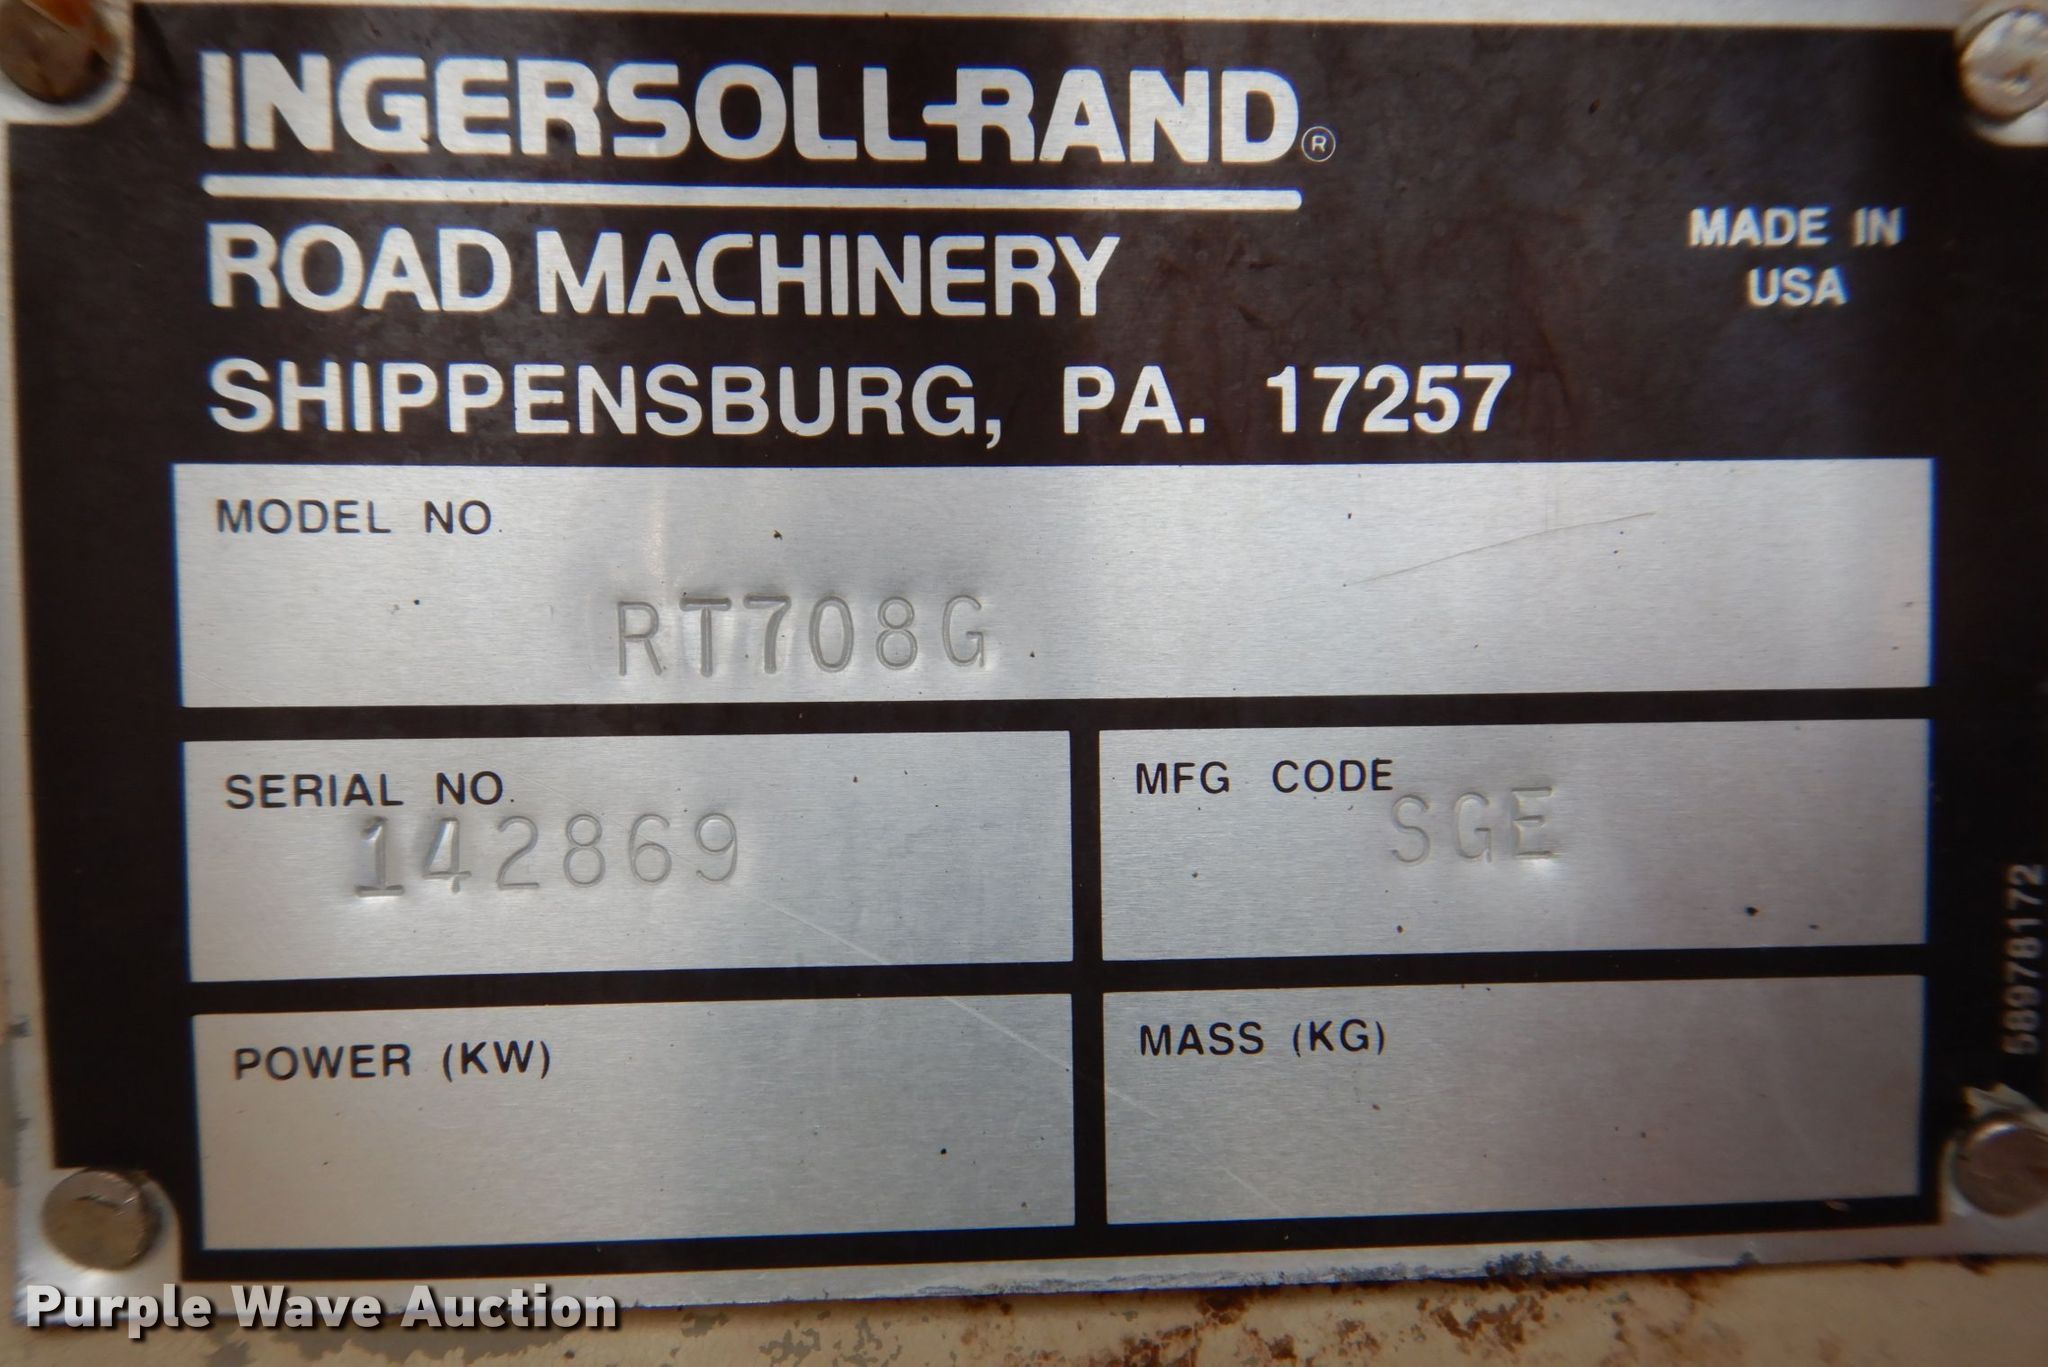 INGERSOLL-RAND®
ROAD MACHINERY
MADE IN
USA
SHIPPENSBURG, PA. 17257
MODEL NO.
RT708G
SERIAL NO.
142869
MFG CODE
SGE
POWER (KW)
MASS (KG)
58978172
Purple Wave Auction